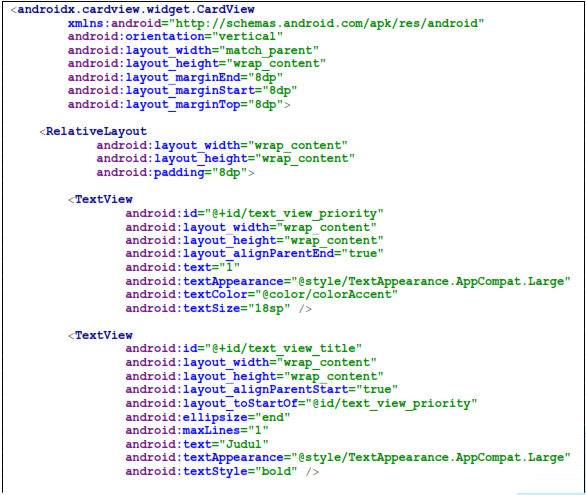 <androidx.cardview.widget.CardView
xmlns:android="http://schemas.android.com/apk/res/android"
android:orientation="vertical"
android:layout_width="match_parent"
android:layout_height="wrap_content"
android:layout_marginEnd="8dp"
android:layout_marginStart="8dp"
android:layout_marginTop="8dp">
<RelativeLayout
android:layout_width="wrap_content"
android:layout_height="wrap_content"
android:padding="8dp">
<TextView
android:id="@+id/text_view_priority"
android:layout_width="wrap_content"
android:layout_height="wrap_content"
android:layout_alignParentEnd="true"
android:text="1"
android:textAppearance="@style/TextAppearance.AppCompat.Large"
android:textColor="@color/colorAccent"
android:textSize="18sp" />
<TextView
android:id="@+id/text_view_title"
android:layout_width="wrap_content"
android:layout_height="wrap_content"
android:layout_alignParentStart="true"
android:layout_toStartOf="@id/text_view_priority"
android:ellipsize="end"
android:maxLines="1"
android:text="Judul"
android:textAppearance="@style/TextAppearance.AppCompat.Large"
android:textStyle="bold" />